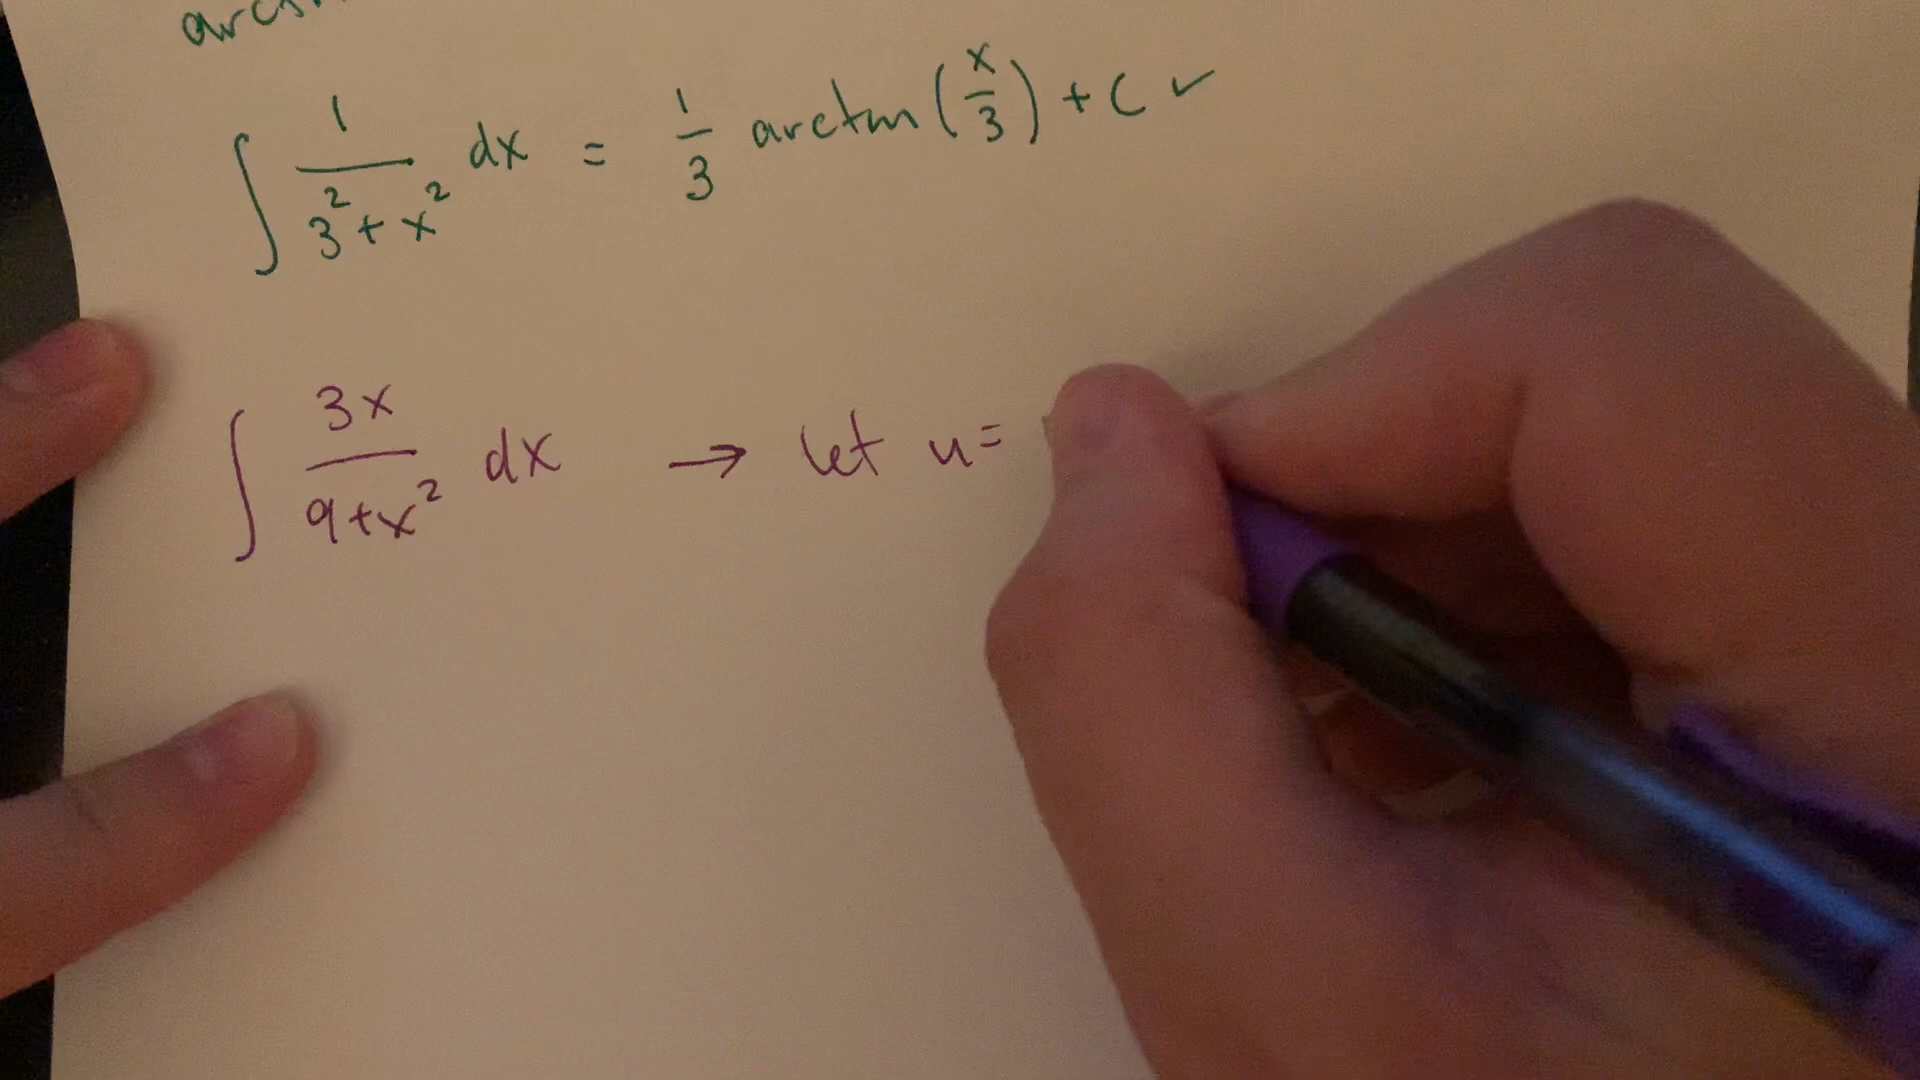 ∫ 1/(3² + x²) dx = 1/3 arctan (x/3) + C ✓
∫ 3x/(9+x²) dx → let u=